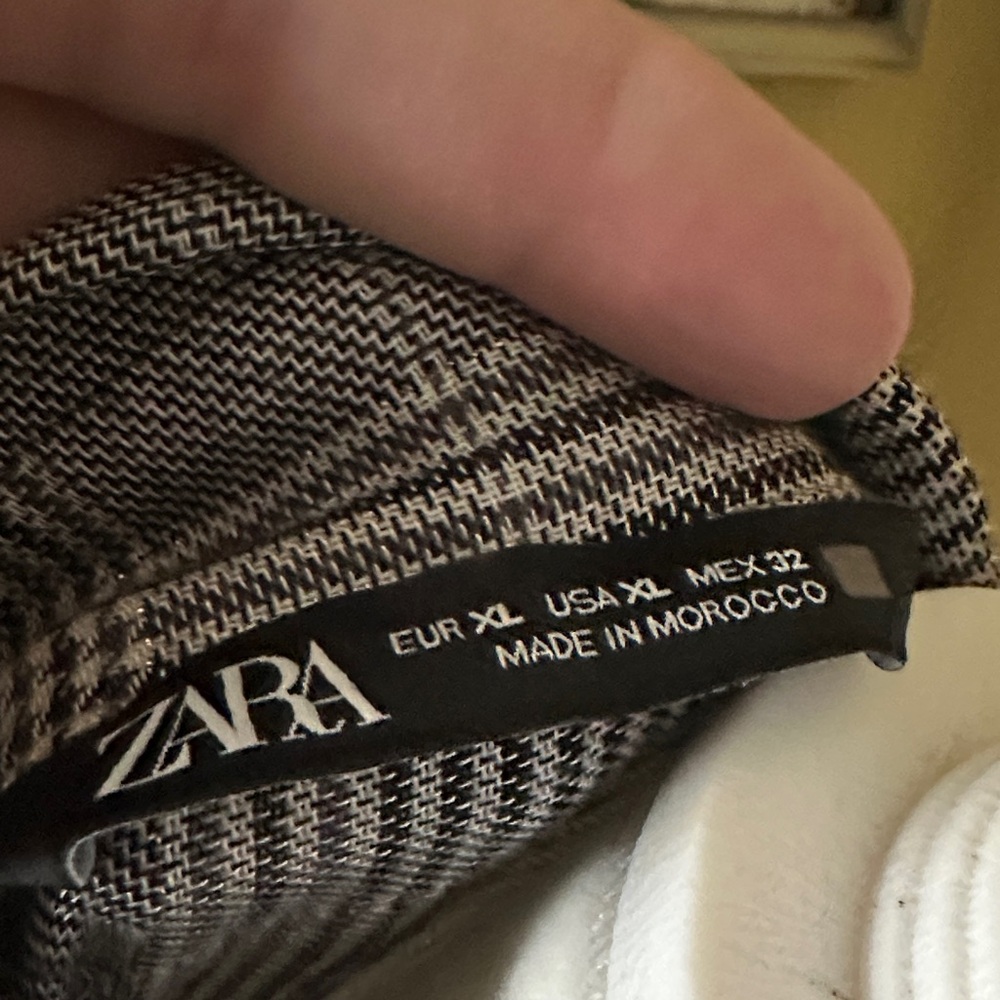 ZARA
EUR XL USA XL MEX 32
MADE IN MOROCCO